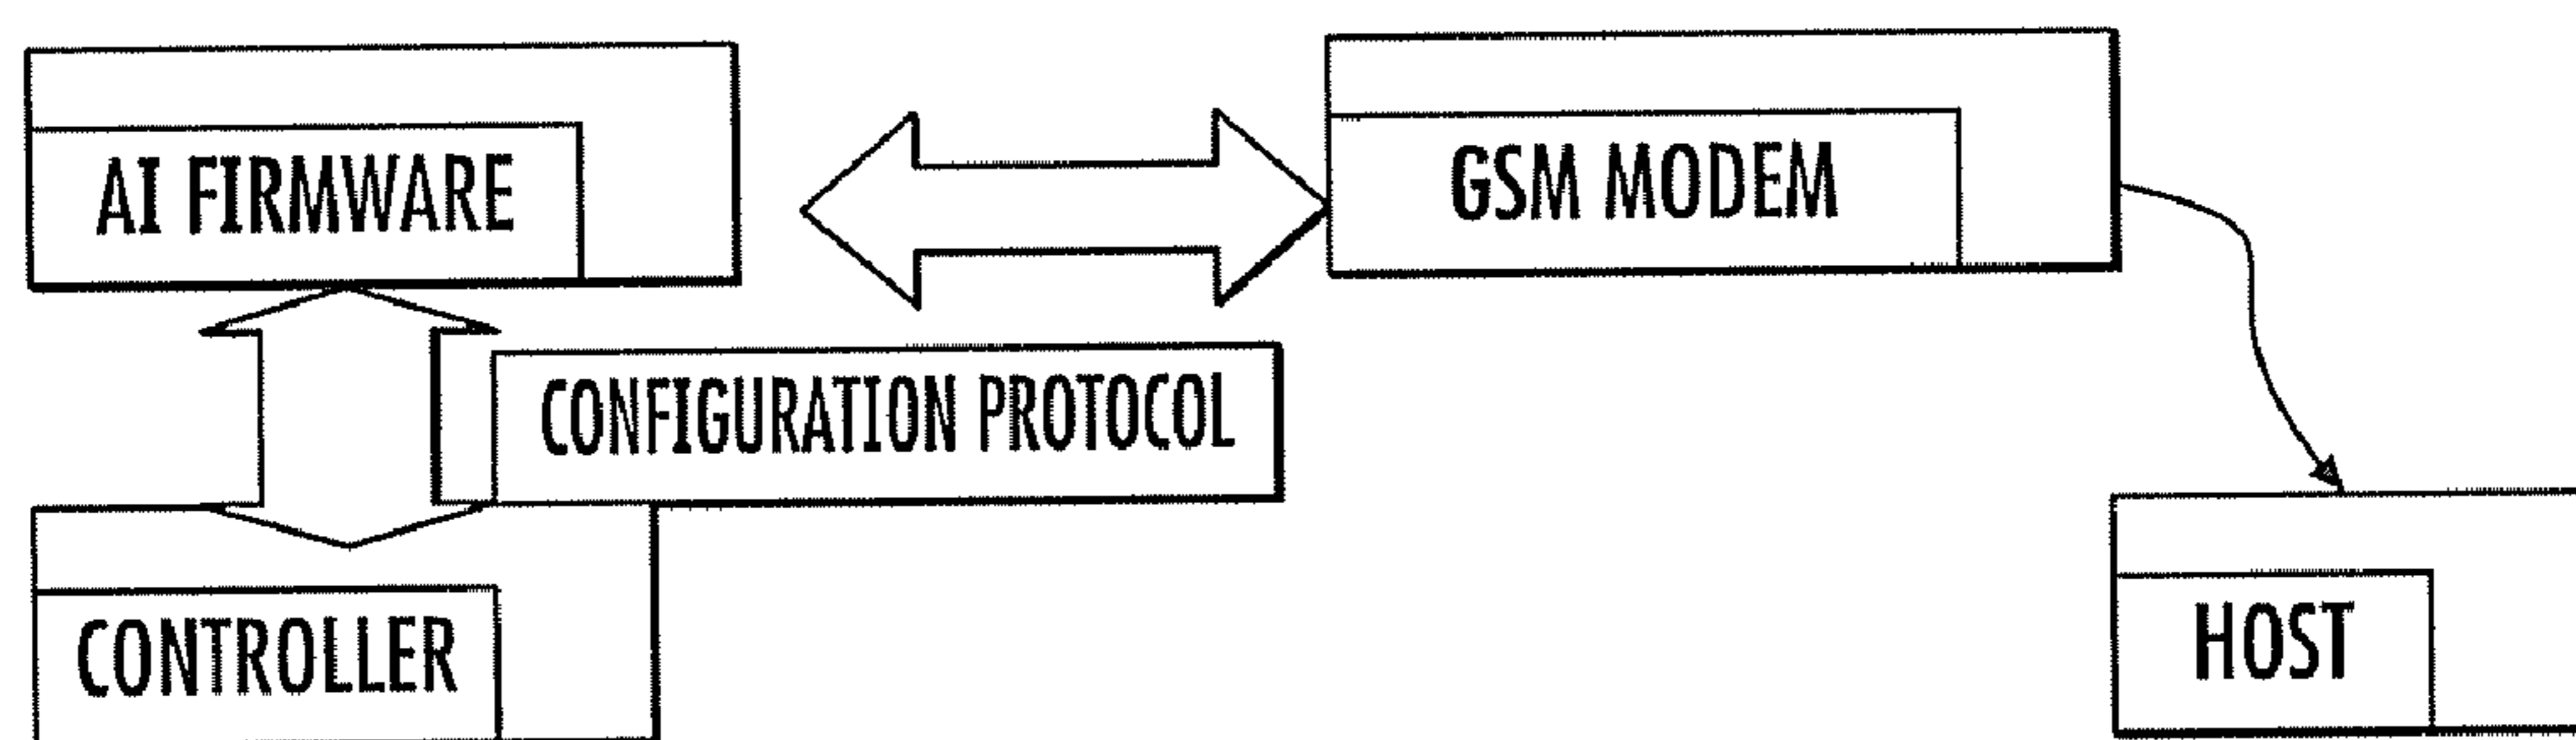 AI FIRMWARE
GSM MODEM
CONFIGURATION PROTOCOL
CONTROLLER
HOST